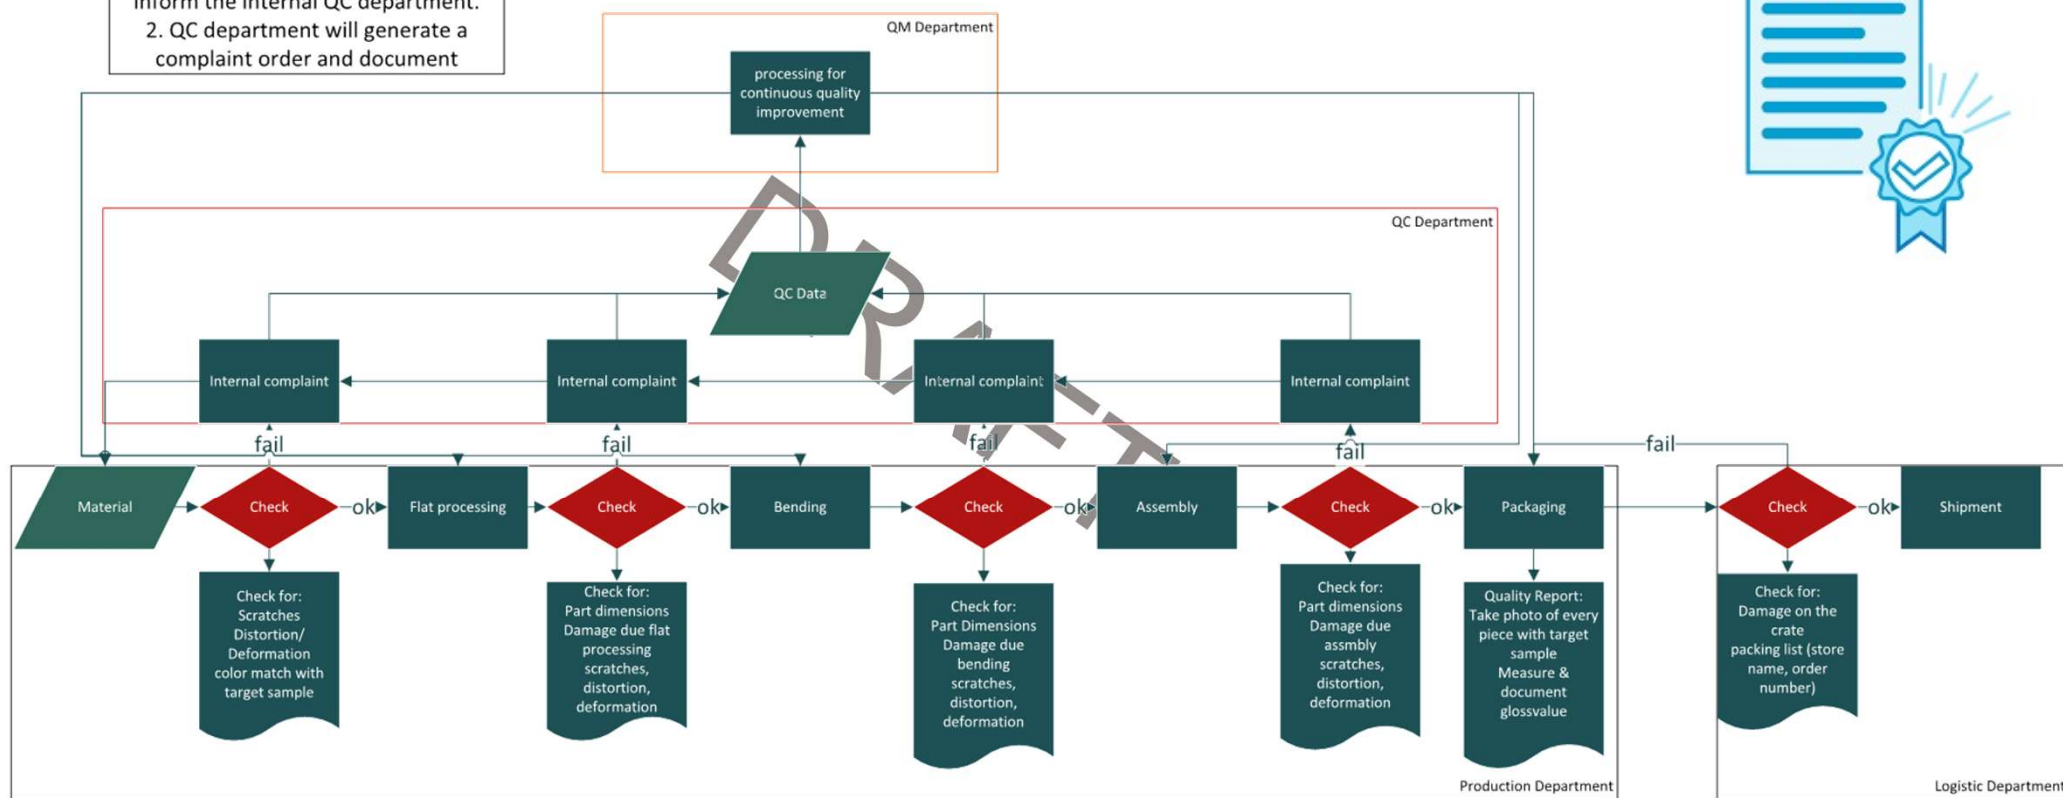 inform the internal QC department.
2. QC department will generate a
complaint order and document
QM Department
processing for
continuous quality
improvement
QC Department
QC Data
Internal complaint
Internal complaint
Internal complaint
Internal complaint
fail
fail
fail
fail
fail
Material
Check
ok
Flat processing
Check
ok
Bending
Check
ok
Assembly
Check
ok
Packaging
Check
ok
Shipment
Check for:
Scratches
Distortion/
Deformation
color match with
target sample
Check for:
Part dimensions
Damage due flat
processing
scratches,
distortion,
deformation
Check for:
Part Dimensions
Damage due
bending
scratches,
distortion,
deformation
Check for:
Part dimensions
Damage due
assmbly
scratches,
distortion,
deformation
Quality Report:
Take photo of every
piece with target
sample
Measure &
document
glossvalue
Check for:
Damage on the
crate
packing list (store
name, order
number)
Production Department
Logistic Department
DRAFT